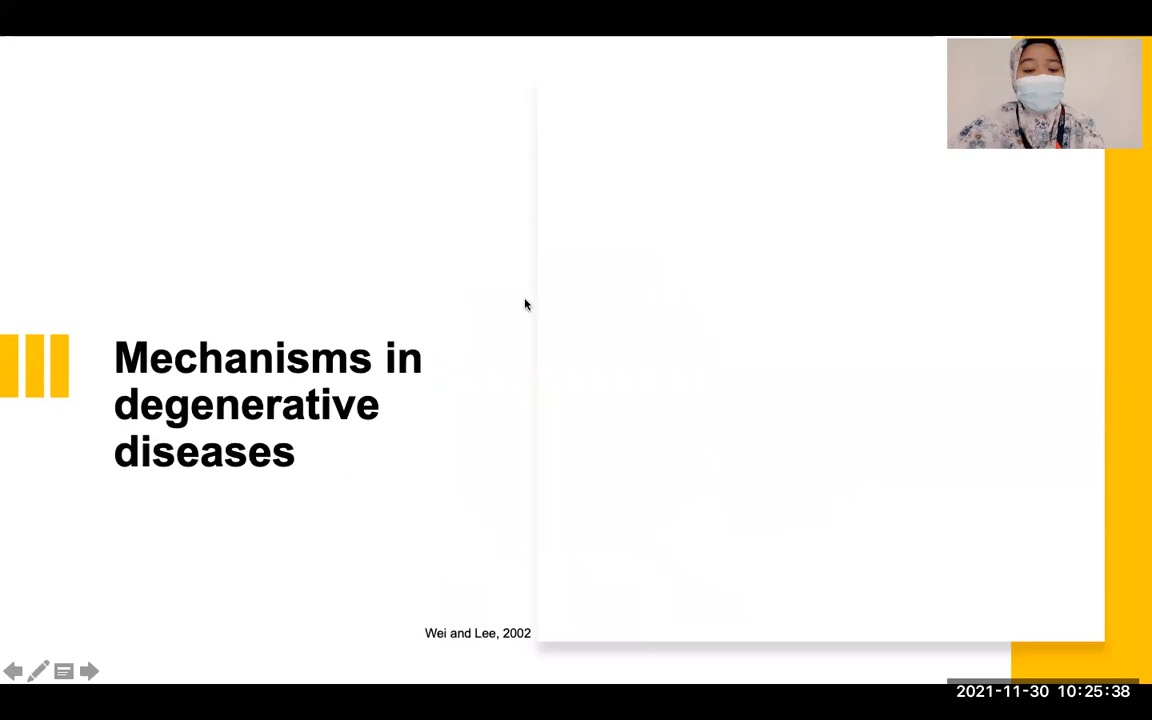 Mechanisms in
degenerative
diseases
Wei and Lee, 2002
2021-11-30 10:25:38